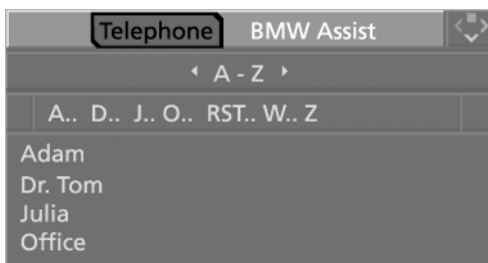 Telephone BMW Assist
A - Z
A.. D.. J.. O.. RST.. W.. Z
Adam
Dr. Tom
Julia
Office